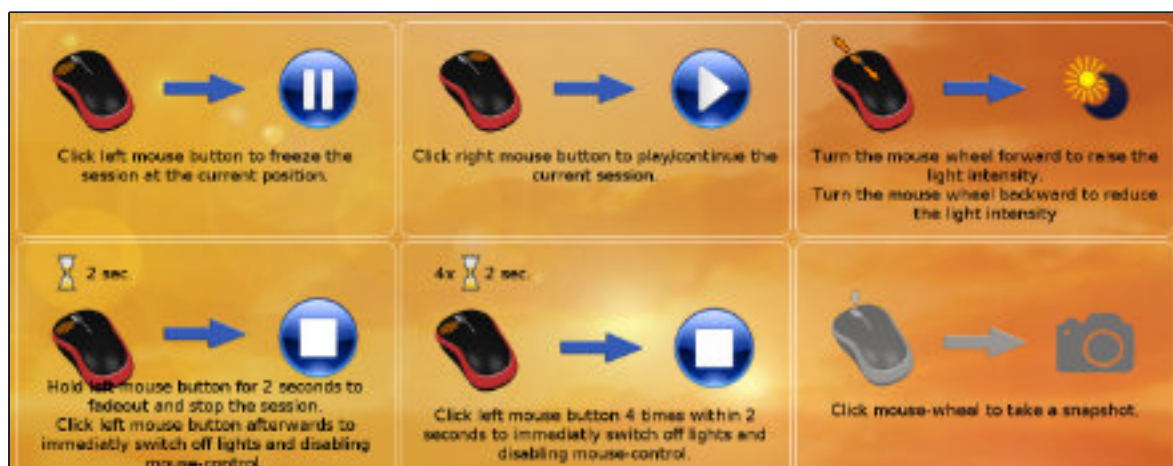 Click left mouse button to freeze the
session at the current position.
Click right mouse button to play/continue the
current session.
Turn the mouse wheel forward to raise the
light intensity.
Turn the mouse wheel backward to reduce
the light intensity
2 sec.
Hold left mouse button for 2 seconds to
fadeout and stop the session.
Click left mouse button afterwards to
immediatly switch off lights and disabling
mouse-control.
4x 2 sec.
Click left mouse button 4 times within 2
seconds to immediatly switch off lights and
disabling mouse-control.
Click mouse-wheel to take a snapshot.